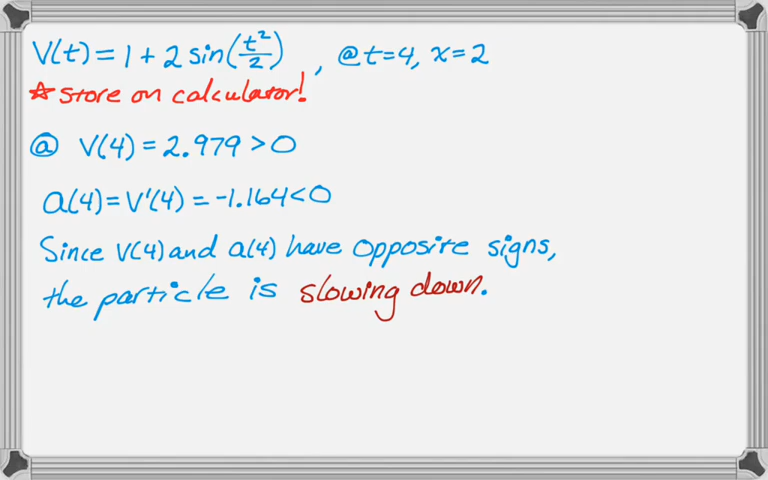 V(t) = 1 + 2 sin(t²/2), @t=4, x=2
☆ store on calculator!
ⓐ V(4) = 2.979 > 0
a(4) = V'(4) = -1.164 < 0
Since V(4) and a(4) have opposite signs,
the particle is slowing down.